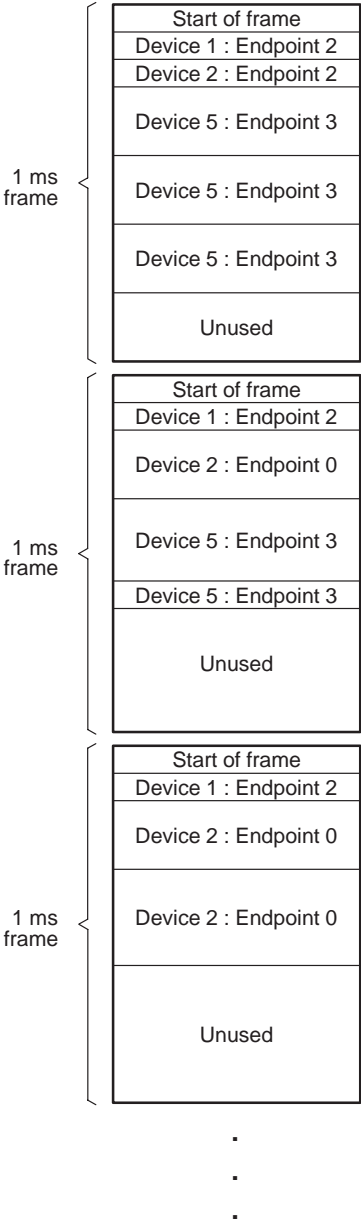 Start of frame
Device 1 : Endpoint 2
Device 2 : Endpoint 2
Device 5 : Endpoint 3
1 ms
frame
Device 5 : Endpoint 3
Device 5 : Endpoint 3
Unused
Start of frame
Device 1 : Endpoint 2
Device 2 : Endpoint 0
1 ms
frame
Device 5 : Endpoint 3
Device 5 : Endpoint 3
Unused
Start of frame
Device 1 : Endpoint 2
Device 2 : Endpoint 0
1 ms
frame
Device 2 : Endpoint 0
Unused
.
.
.